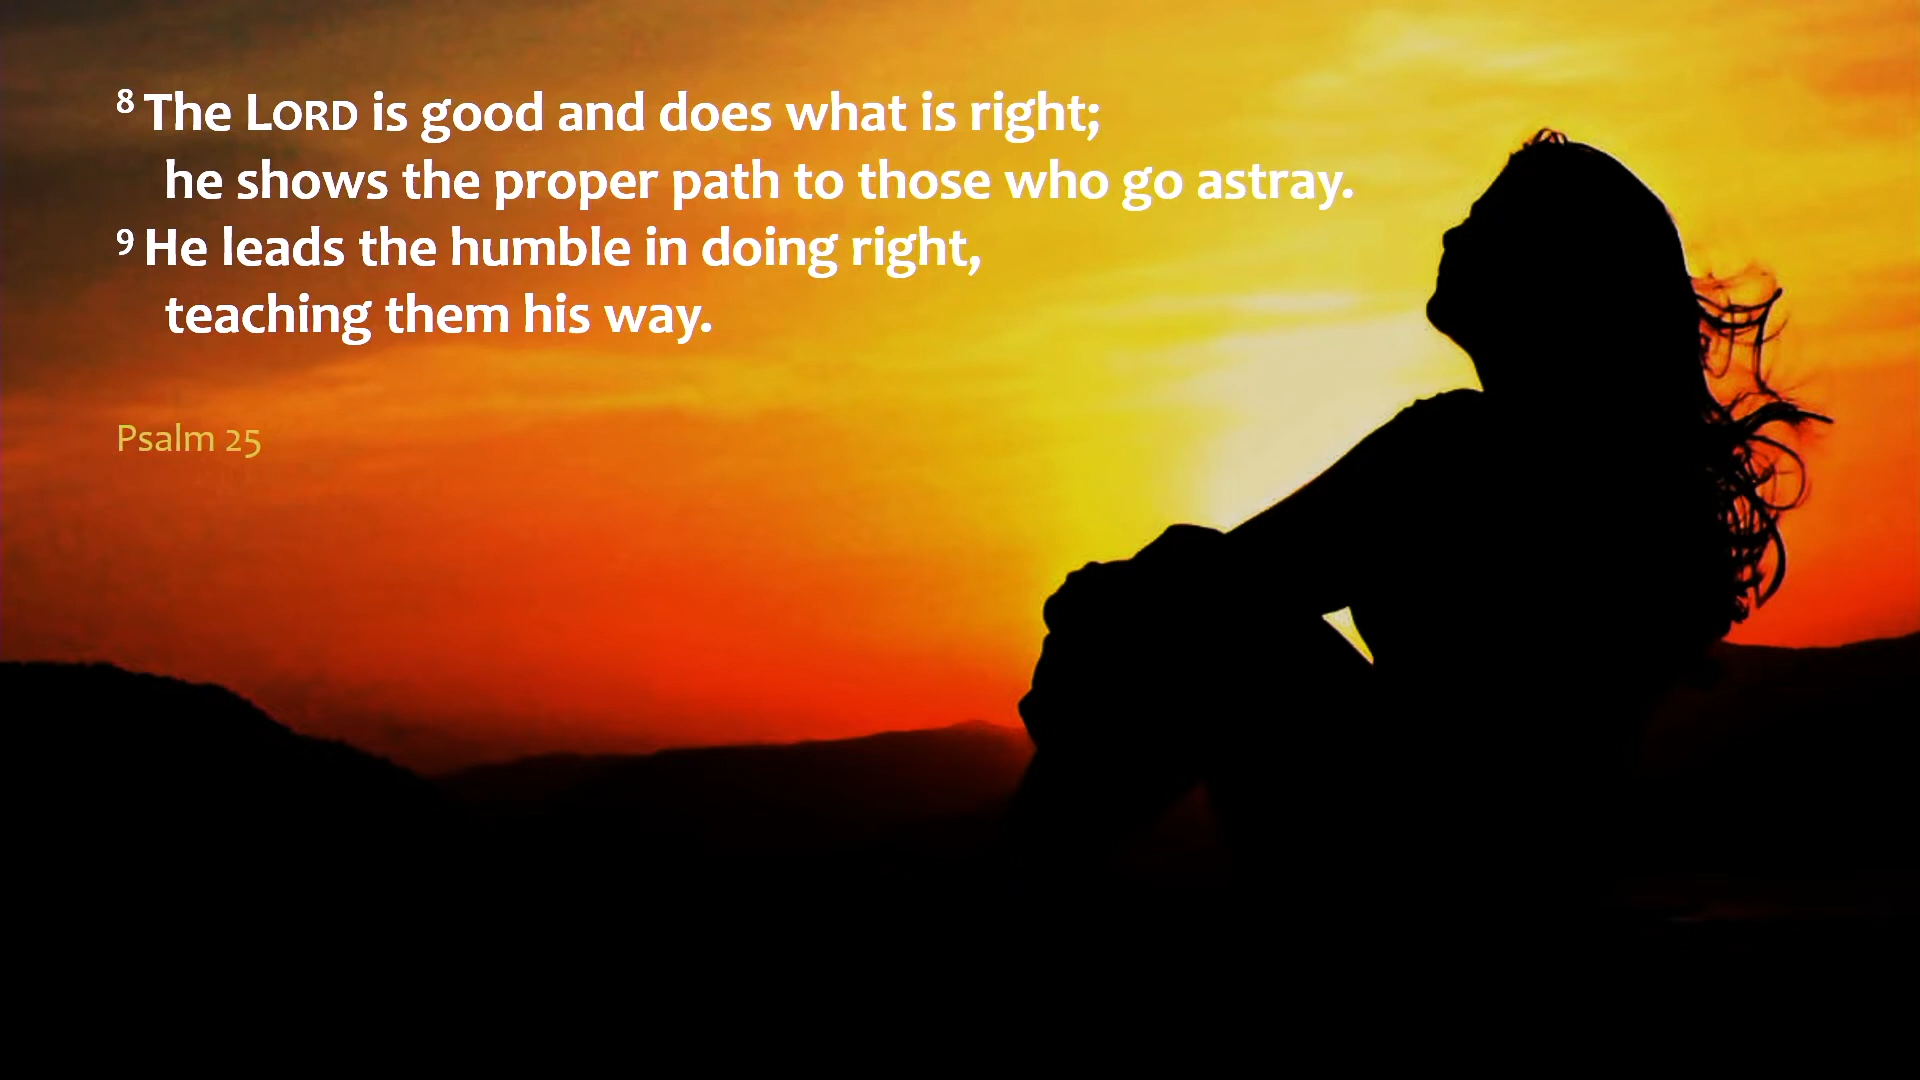 8 The LORD is good and does what is right;
he shows the proper path to those who go astray.
9 He leads the humble in doing right,
teaching them his way.
Psalm 25